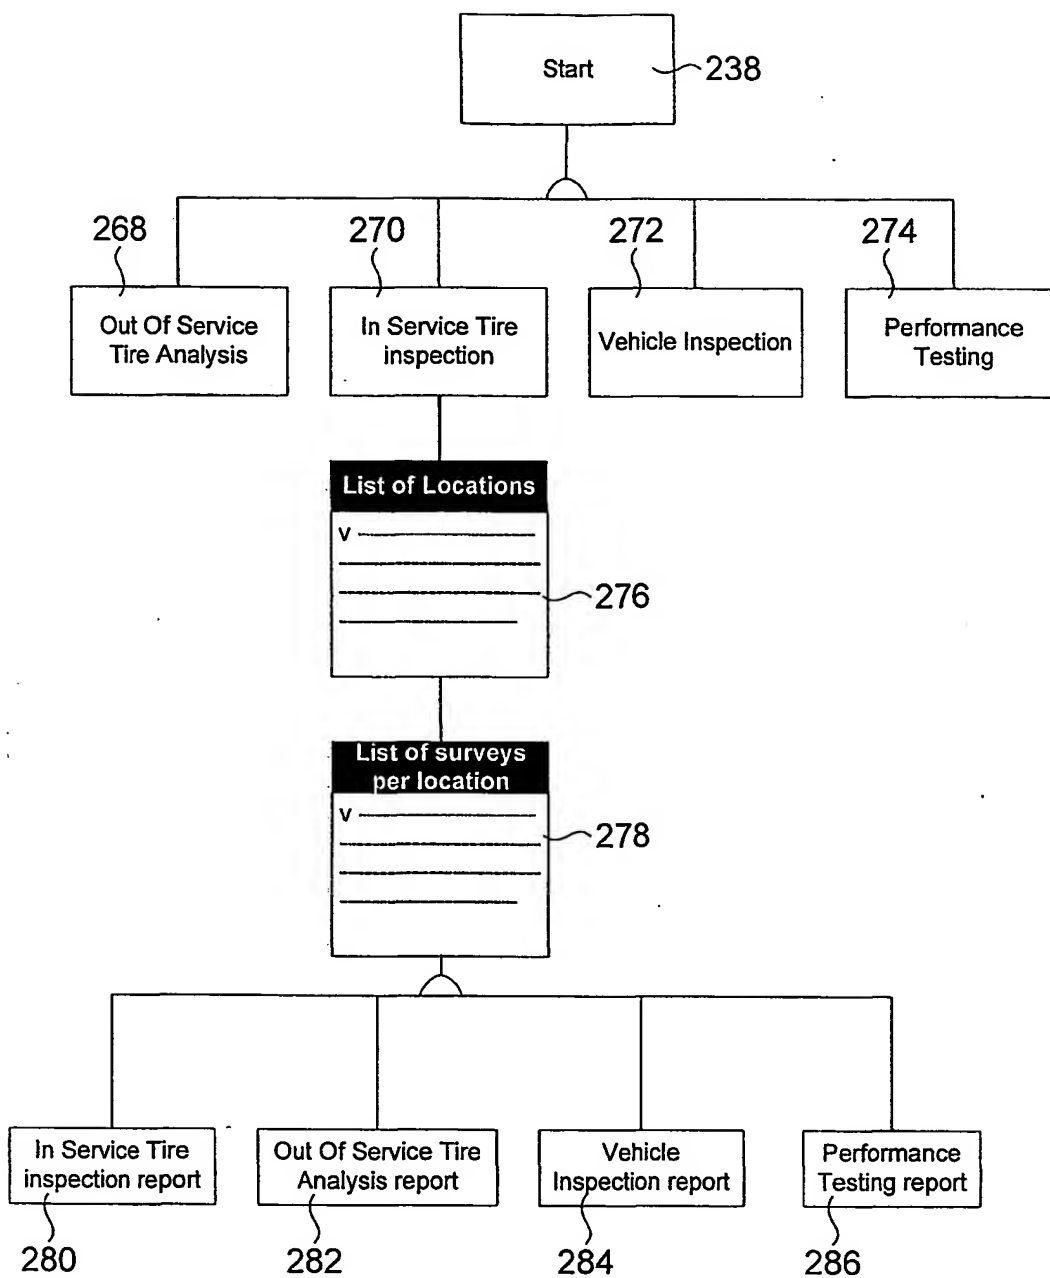 Start
238
268
270
272
274
Out Of Service
Tire Analysis
In Service Tire
inspection
Vehicle Inspection
Performance
Testing
List of Locations
v
276
List of surveys
per location
v
278
In Service Tire
inspection report
Out Of Service Tire
Analysis report
Vehicle
Inspection report
Performance
Testing report
280
282
284
286